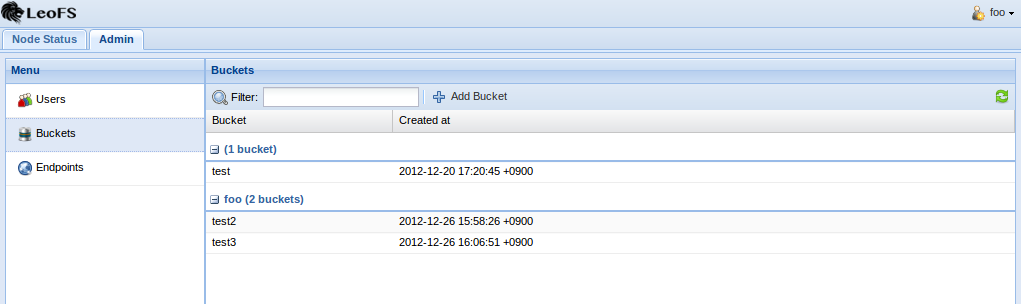 LeoFS
foo
Node Status Admin
Menu
Users
Buckets
Endpoints
Buckets
Filter: Add Bucket
Bucket Created at
(1 bucket)
test 2012-12-20 17:20:45 +0900
foo (2 buckets)
test2 2012-12-26 15:58:26 +0900
test3 2012-12-26 16:06:51 +0900